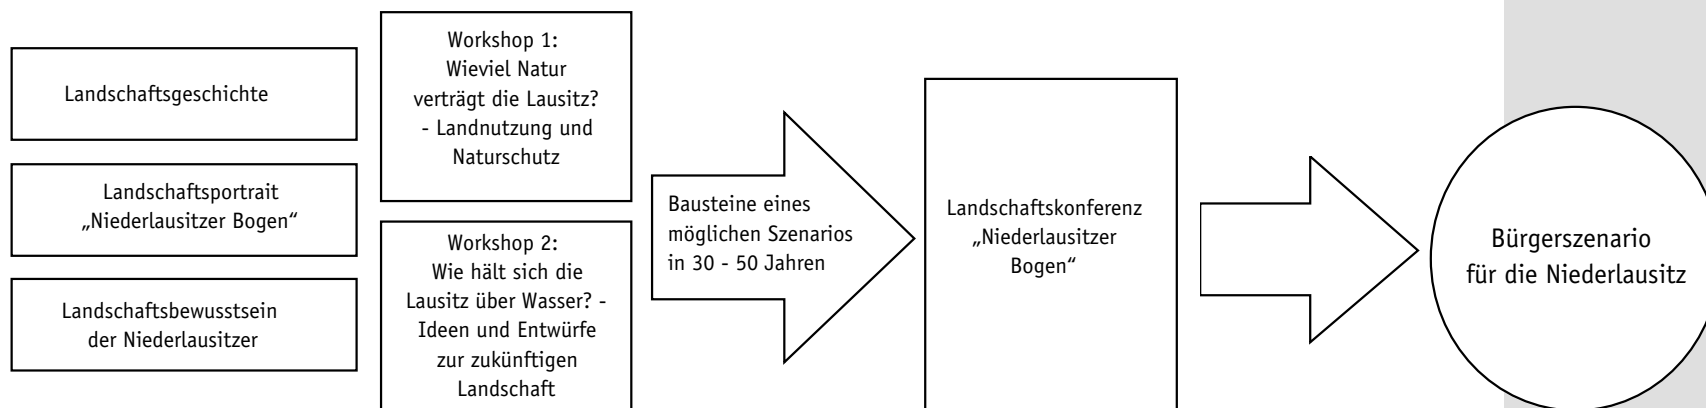 Landschaftsgeschichte
Landschaftsportrait
„Niederlausitzer Bogen“
Landschaftsbewusstsein
der Niederlausitzer
Workshop 1:
Wieviel Natur
verträgt die Lausitz?
- Landnutzung und
Naturschutz
Workshop 2:
Wie hält sich die
Lausitz über Wasser? -
Ideen und Entwürfe
zur zukünftigen
Landschaft
Bausteine eines
möglichen Szenarios
in 30 - 50 Jahren
Landschaftskonferenz
„Niederlausitzer
Bogen“
Bürgerszenario
für die Niederlausitz